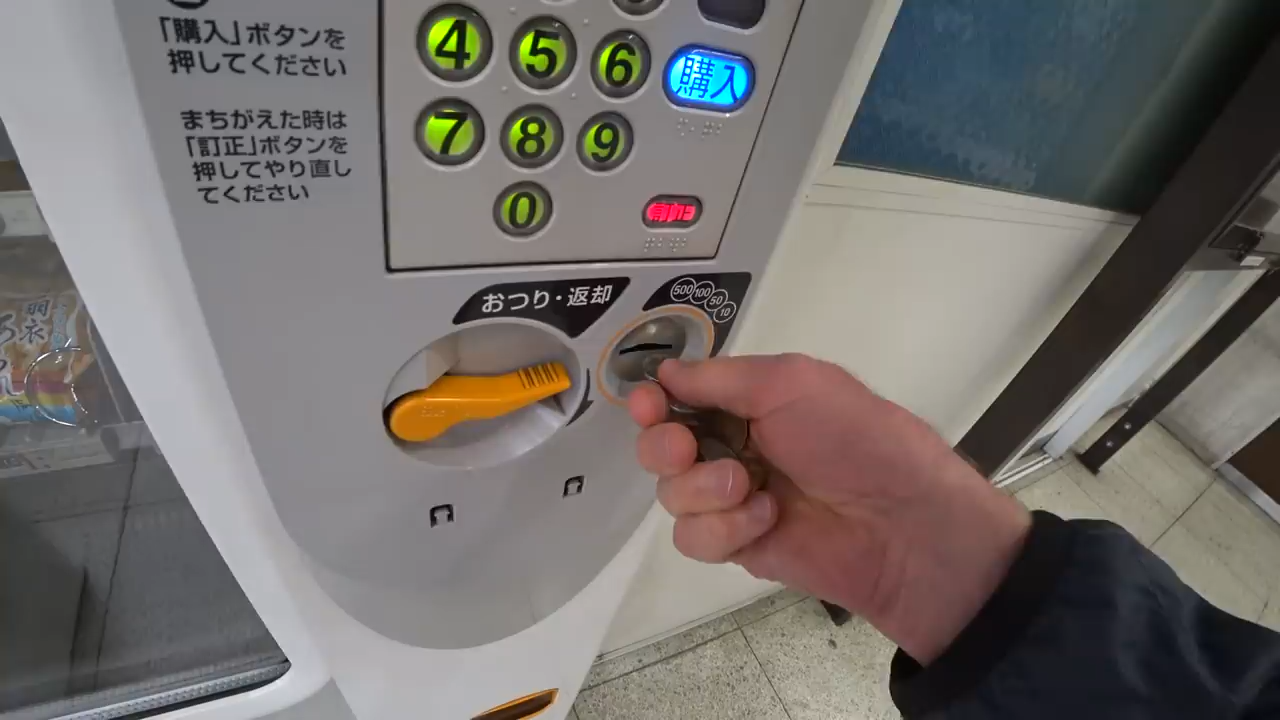 「購入」ボタンを
押してください
まちがえた時は
「訂正」ボタンを
押してやり直し
てください
4
5
6
購入
7
8
9
0
おつり・返却
500
100
50
10
羽衣